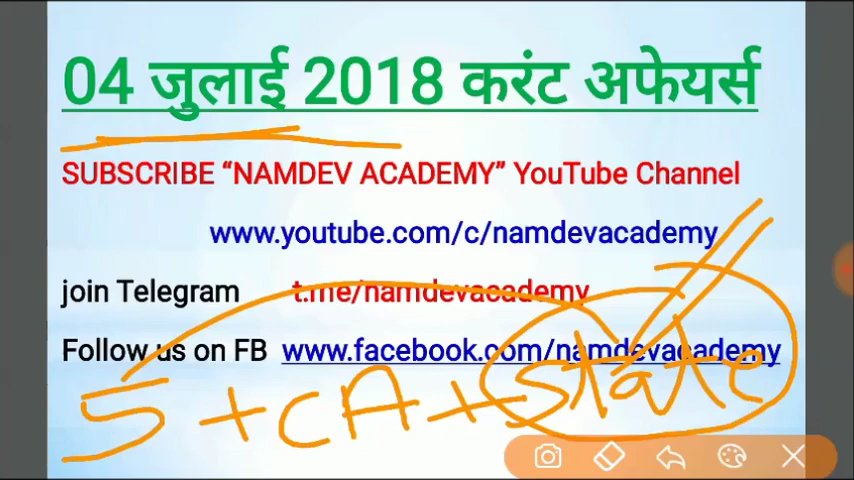 04 जुलाई 2018 करंट अफेयर्स
SUBSCRIBE “NAMDEV ACADEMY” YouTube Channel
www.youtube.com/c/namdevacademy
join Telegram t.me/namdevacademy
Follow us on FB www.facebook.com/namdevacademy
5 + CA + state